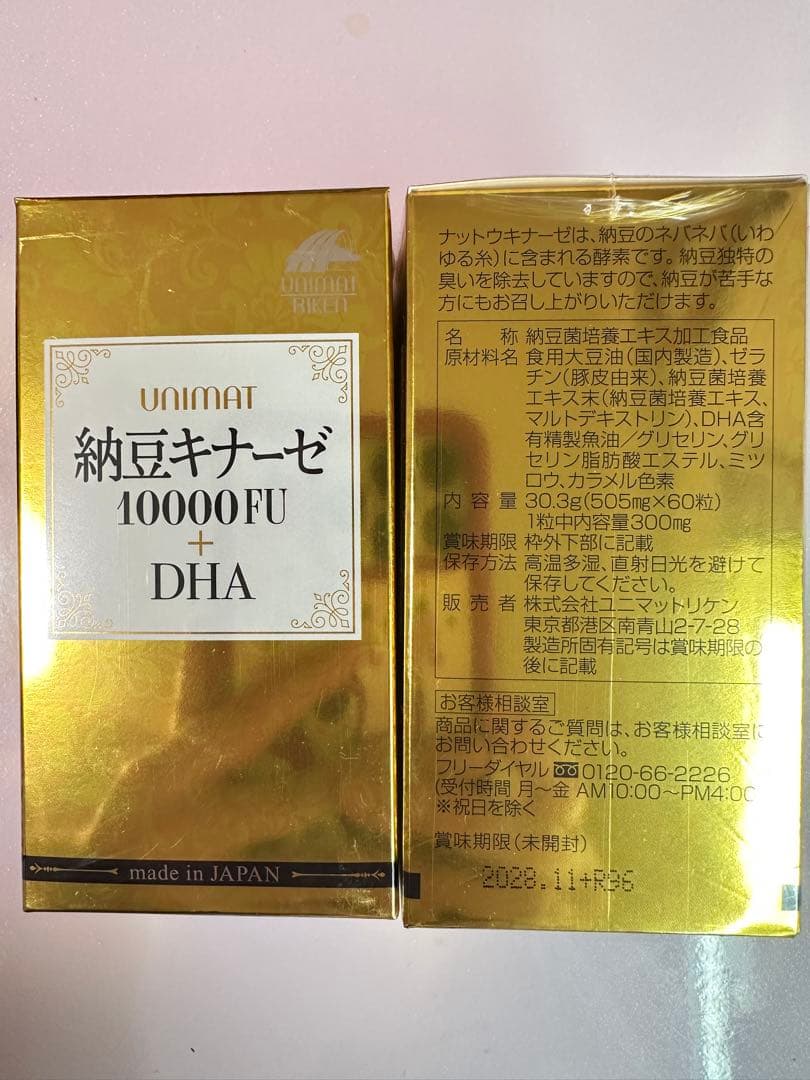 UNIMAT
RIKEN
UNIMAT
納豆キナーゼ
10000FU
+
DHA
made in JAPAN
ナットウキナーゼは、納豆のネバネバ(いわ
ゆる糸)に含まれる酵素です。納豆独特の
臭いを除去していますので、納豆が苦手な
方にもお召し上がりいただけます。
名 称 納豆菌培養エキス加工食品
原材料名 食用大豆油(国内製造)、ゼラ
チン(豚皮由来)、納豆菌培養
エキス末(納豆菌培養エキス、
マルトデキストリン)、DHA含
有精製魚油/グリセリン、グリ
セリン脂肪酸エステル、ミツ
ロウ、カラメル色素
内 容 量 30.3g(505mg×60粒)
1粒中内容量300mg
賞味期限 枠外下部に記載
保存方法 高温多湿、直射日光を避けて
保存してください。
販 売 者 株式会社ユニマットリケン
東京都港区南青山2-7-28
製造所固有記号は賞味期限の
後に記載
お客様相談室
商品に関するご質問は、お客様相談室に
お問い合わせください。
フリーダイヤル 0120-66-2226
(受付時間 月〜金 AM10:00〜PM4:00
※祝日を除く
賞味期限(未開封)
2028.11+R96